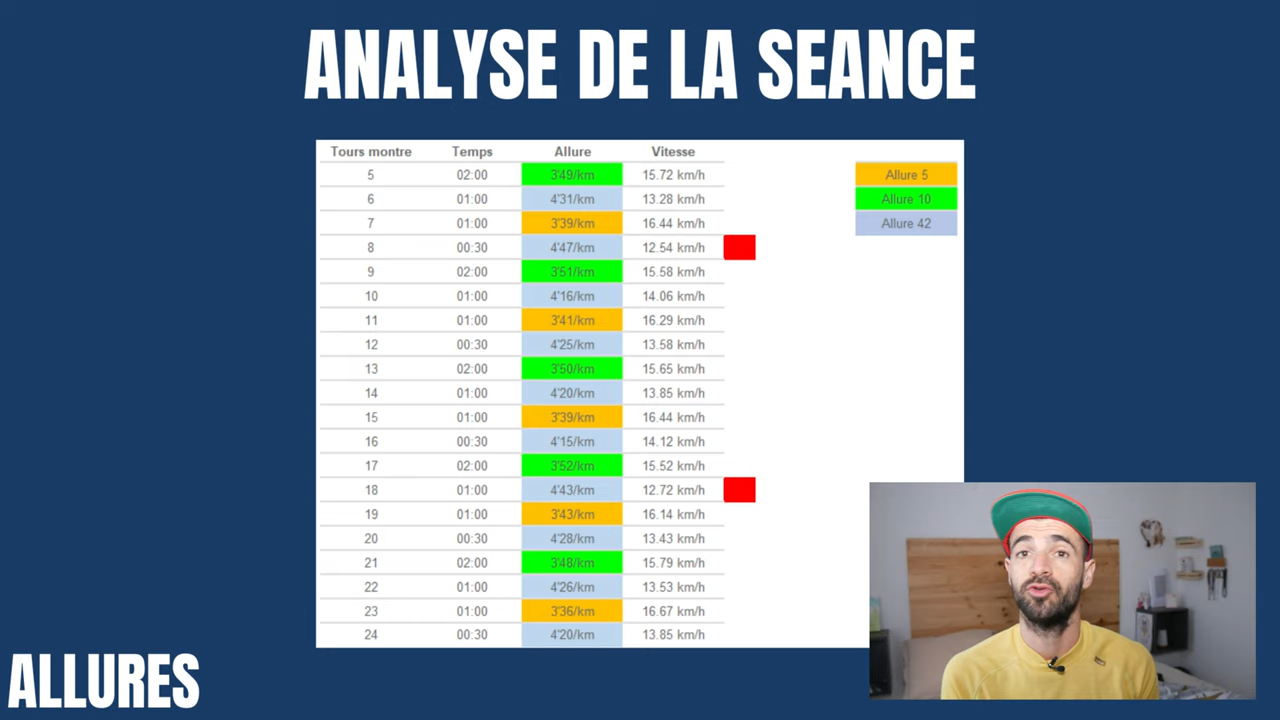 ANALYSE DE LA SEANCE
Tours montre Temps Allure Vitesse
5 02:00 3'49/km 15.72 km/h Allure 5
6 01:00 4'31/km 13.28 km/h Allure 10
7 01:00 3'39/km 16.44 km/h Allure 42
8 00:30 4'47/km 12.54 km/h
9 02:00 3'51/km 15.58 km/h
10 01:00 4'16/km 14.06 km/h
11 01:00 3'41/km 16.29 km/h
12 00:30 4'25/km 13.58 km/h
13 02:00 3'50/km 15.65 km/h
14 01:00 4'20/km 13.85 km/h
15 01:00 3'39/km 16.44 km/h
16 00:30 4'15/km 14.12 km/h
17 02:00 3'52/km 15.52 km/h
18 01:00 4'43/km 12.72 km/h
19 01:00 3'43/km 16.14 km/h
20 00:30 4'28/km 13.43 km/h
21 02:00 3'48/km 15.79 km/h
22 01:00 4'26/km 13.53 km/h
23 01:00 3'36/km 16.67 km/h
24 00:30 4'20/km 13.85 km/h
ALLURES